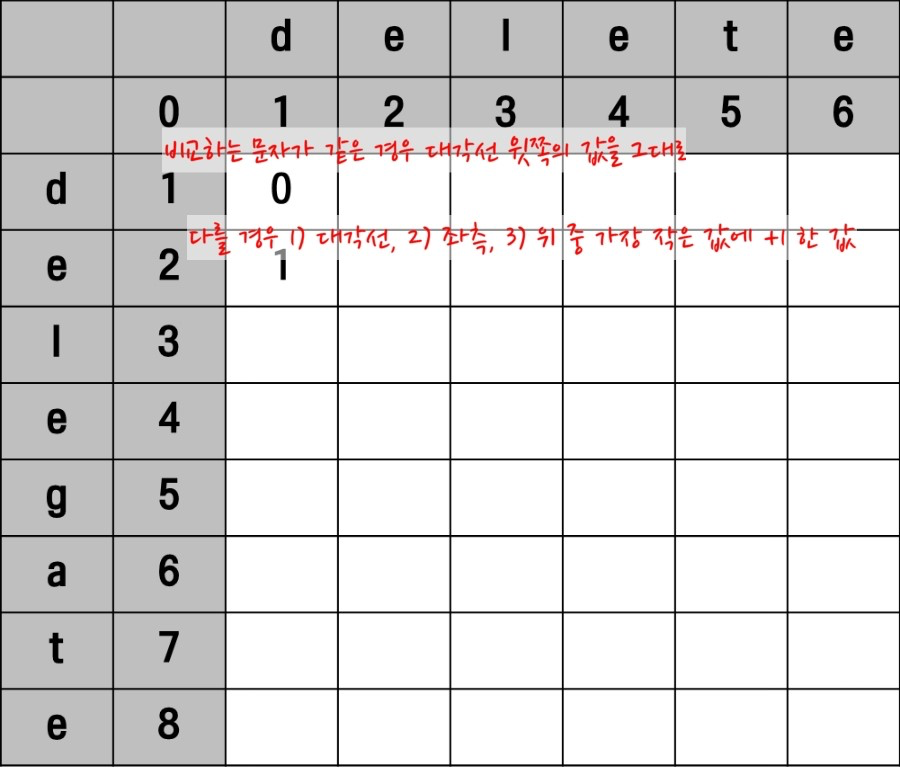 d e l e t e
0 1 2 3 4 5 6
비교하는 문자가 같은 경우 대각선 윗쪽의 값을 그대로
d 1 0
다를 경우 1) 대각선, 2) 좌측, 3) 위 중 가장 작은 값에 +1 한 값
e 2 1
l 3
e 4
g 5
a 6
t 7
e 8